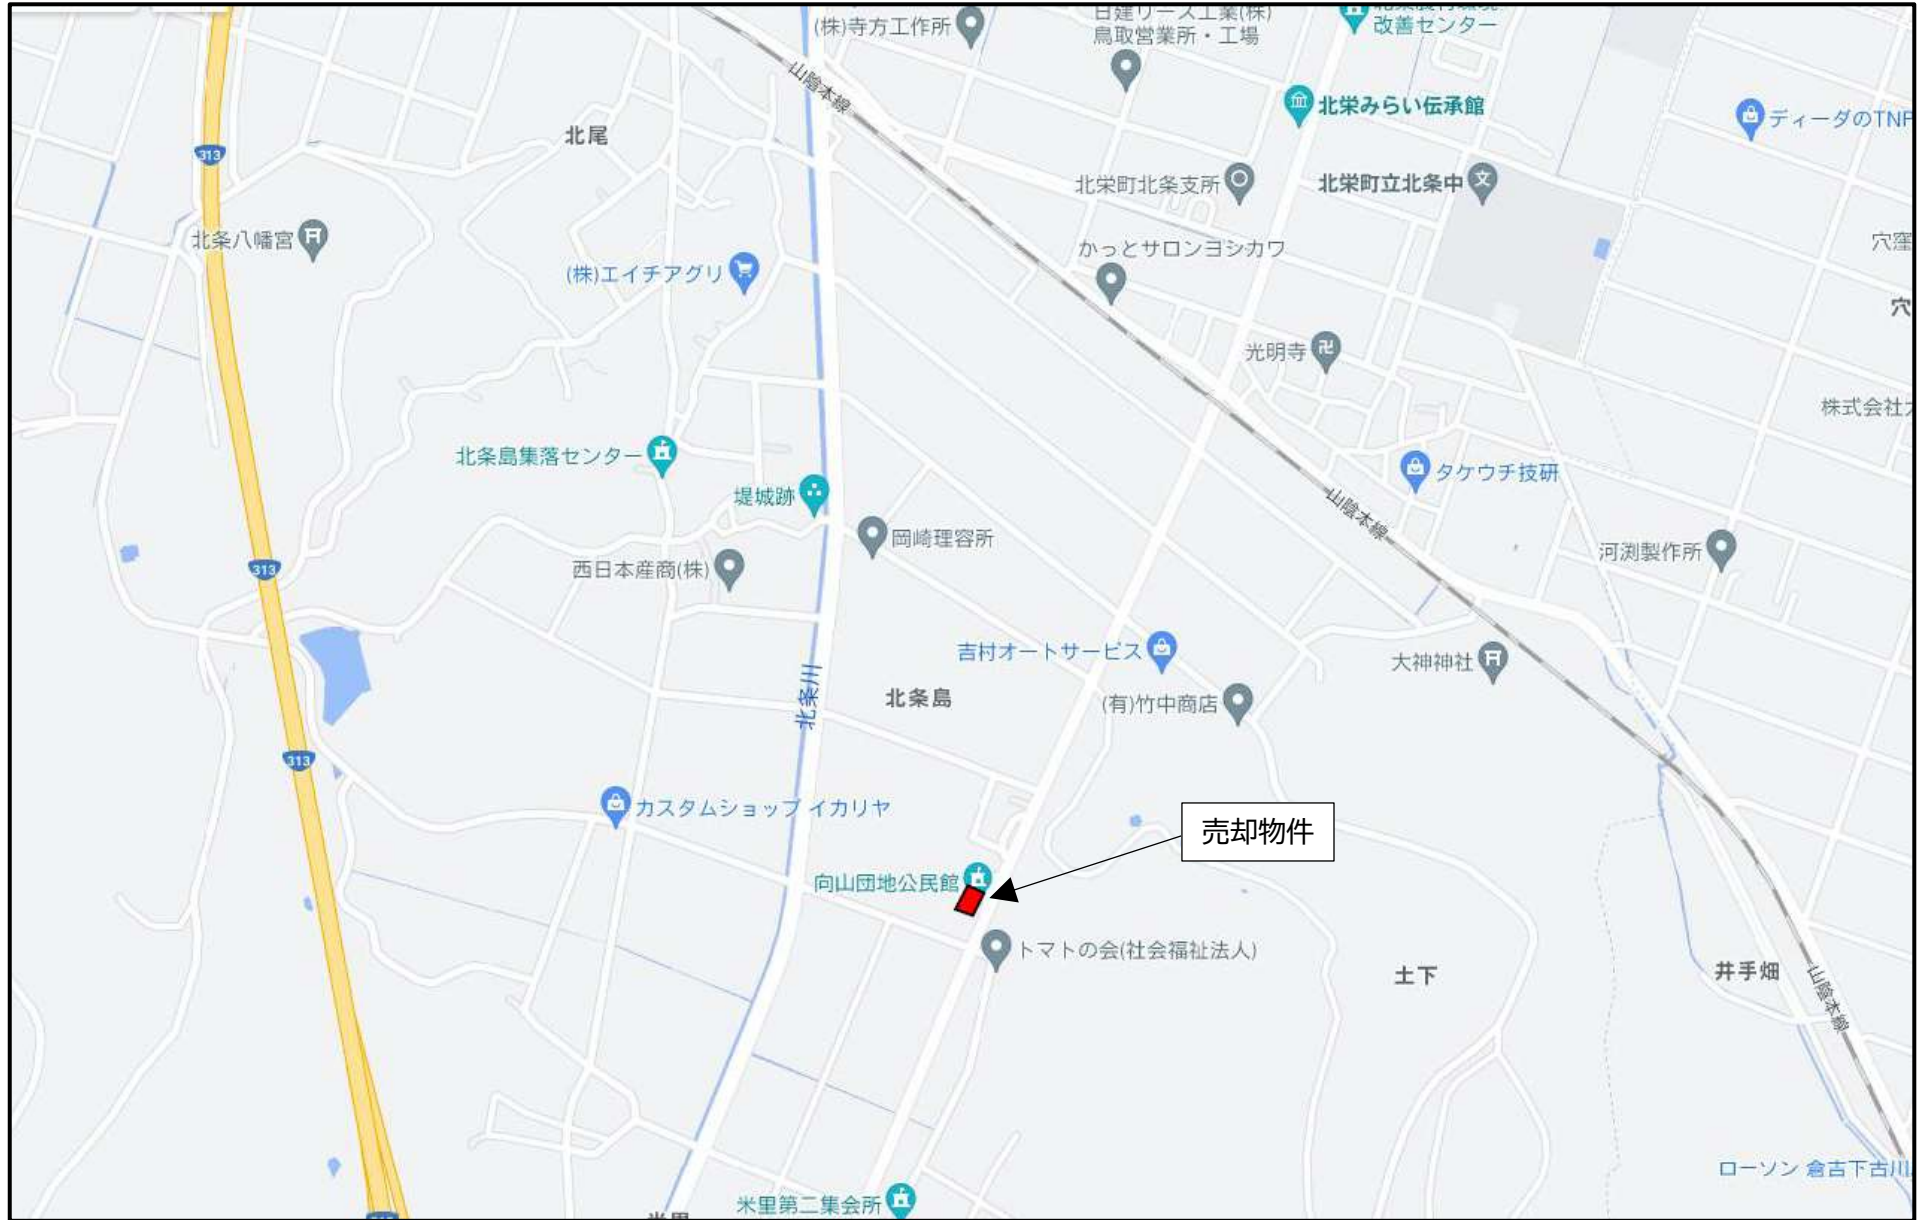 (株)寺方工作所
日建リース工業(株)
鳥取営業所・工場
改善センター
山陰本線
北栄みらい伝承館
ディーダのTNF
北尾
313
北栄町北条支所
北栄町立北条中
北条八幡宮
かっとサロンヨシカワ
穴窪
(株)エイチアグリ
穴
光明寺
株式会社
北条島集落センター
タケウチ技研
堤城跡
山陰本線
岡崎理容所
河渕製作所
西日本産商(株)
313
吉村オートサービス
大神神社
北条川
北条島
(有)竹中商店
313
カスタムショップ イカリヤ
売却物件
向山団地公民館
トマトの会(社会福祉法人)
土下
井手畑
山陰本線
ローソン 倉吉下古川
米里第二集会所